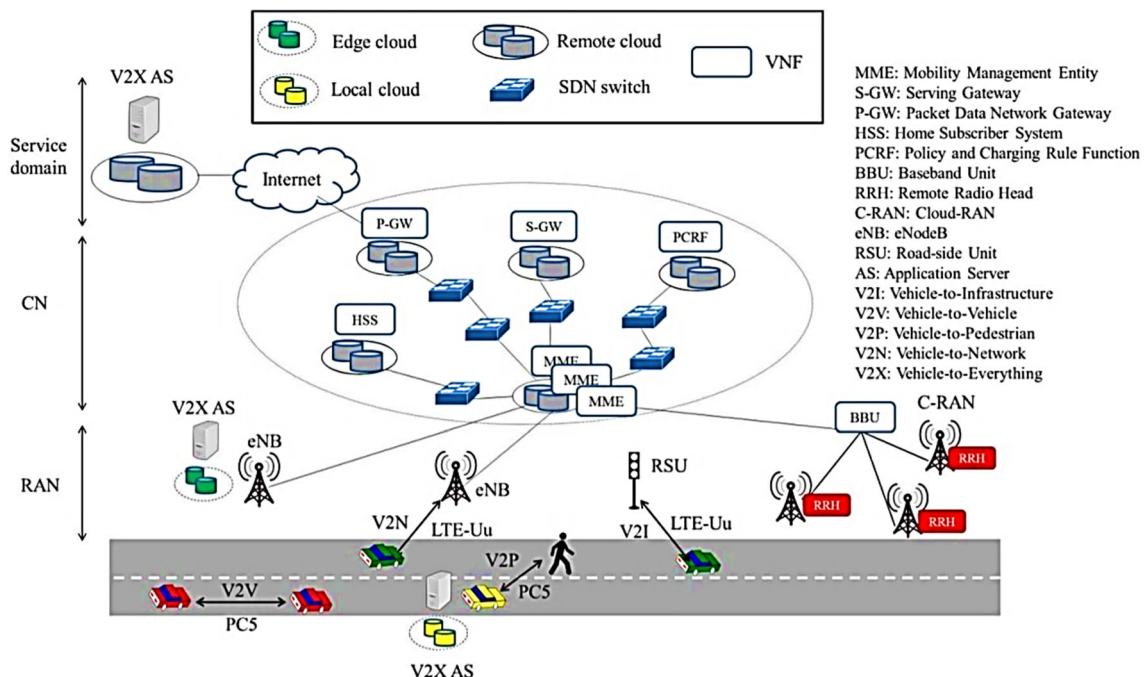 Edge cloud
Remote cloud
VNF
Local cloud
SDN switch
V2X AS
Service
domain
Internet
MME: Mobility Management Entity
S-GW: Serving Gateway
P-GW: Packet Data Network Gateway
HSS: Home Subscriber System
PCRF: Policy and Charging Rule Function
BBU: Baseband Unit
RRH: Remote Radio Head
C-RAN: Cloud-RAN
eNB: eNodeB
RSU: Road-side Unit
AS: Application Server
V2I: Vehicle-to-Infrastructure
V2V: Vehicle-to-Vehicle
V2P: Vehicle-to-Pedestrian
V2N: Vehicle-to-Network
V2X: Vehicle-to-Everything
P-GW
S-GW
PCRF
CN
HSS
MME
MME
MME
V2X AS
eNB
BBU
C-RAN
RRH
RAN
eNB
RSU
RRH
RRH
V2N
LTE-Uu
V2I
LTE-Uu
V2P
PC5
V2V
PC5
V2X AS